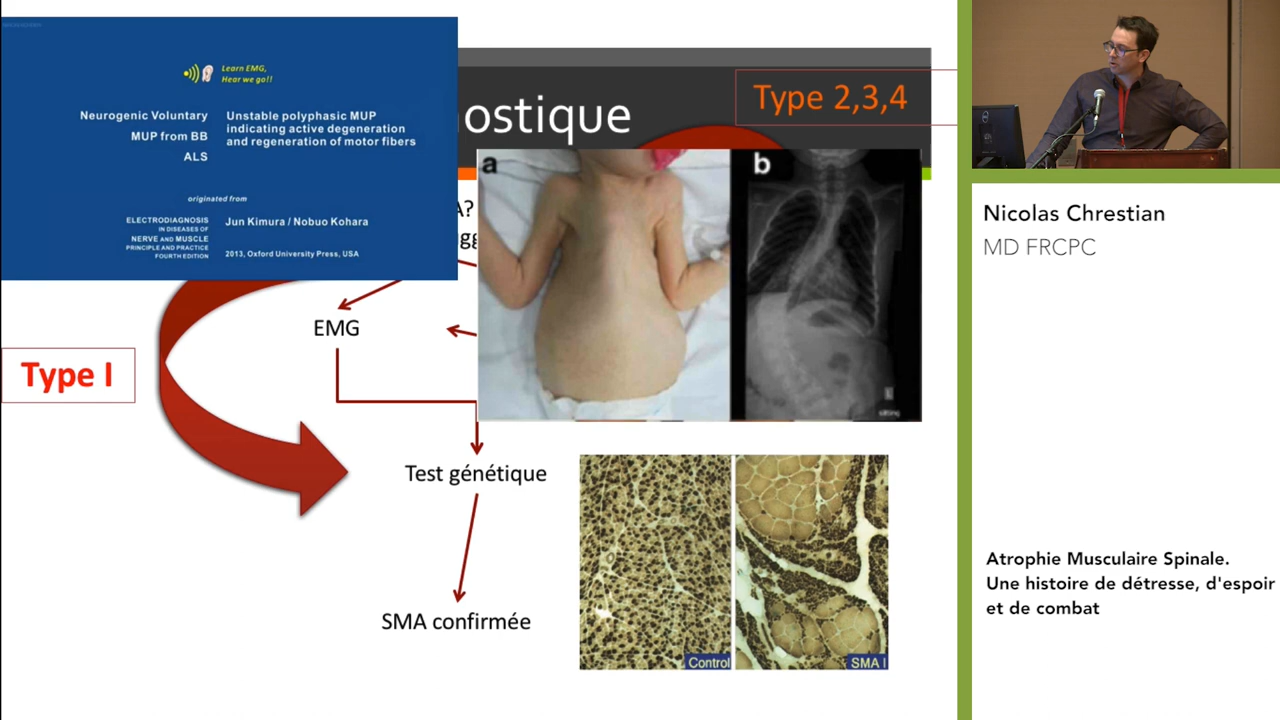 Learn EMG,
Hear we go!!
Neurogenic Voluntary
MUP from BB
ALS
Unstable polyphasic MUP
indicating active degeneration
and regeneration of motor fibers
originated from
ELECTRODIAGNOSIS
IN DISEASES OF
NERVE AND MUSCLE
PRINCIPLE AND PRACTICE
FOURTH EDITION
Jun Kimura / Nobuo Kohara
2013, Oxford University Press, USA
ostique
Type 2,3,4
A?
gg
a
b
EMG
Type I
Test génétique
SMA confirmée
L
sitting
Control
SMA I
Nicolas Chrestian
MD FRCPC
Atrophie Musculaire Spinale.
Une histoire de détresse, d'espoir
et de combat